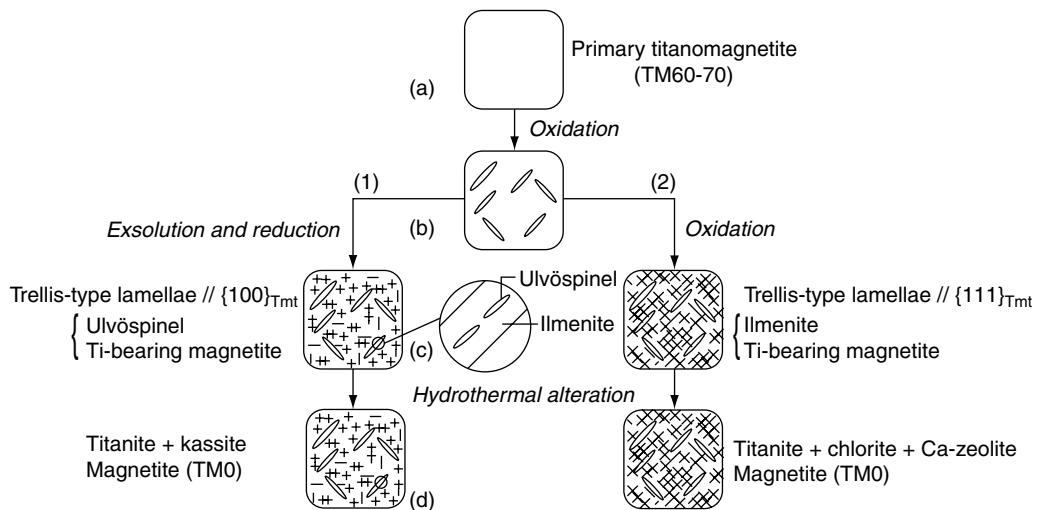 Primary titanomagnetite
(TM60-70)
(a)
Oxidation
(1)
(2)
(b)
Exsolution and reduction
Oxidation
Trellis-type lamellae // {100}Tmt
Ulvöspinel
Ti-bearing magnetite
Ulvöspinel
Ilmenite
(c)
Trellis-type lamellae // {111}Tmt
Ilmenite
Ti-bearing magnetite
Hydrothermal alteration
Titanite + kassite
Magnetite (TM0)
(d)
Titanite + chlorite + Ca-zeolite
Magnetite (TM0)